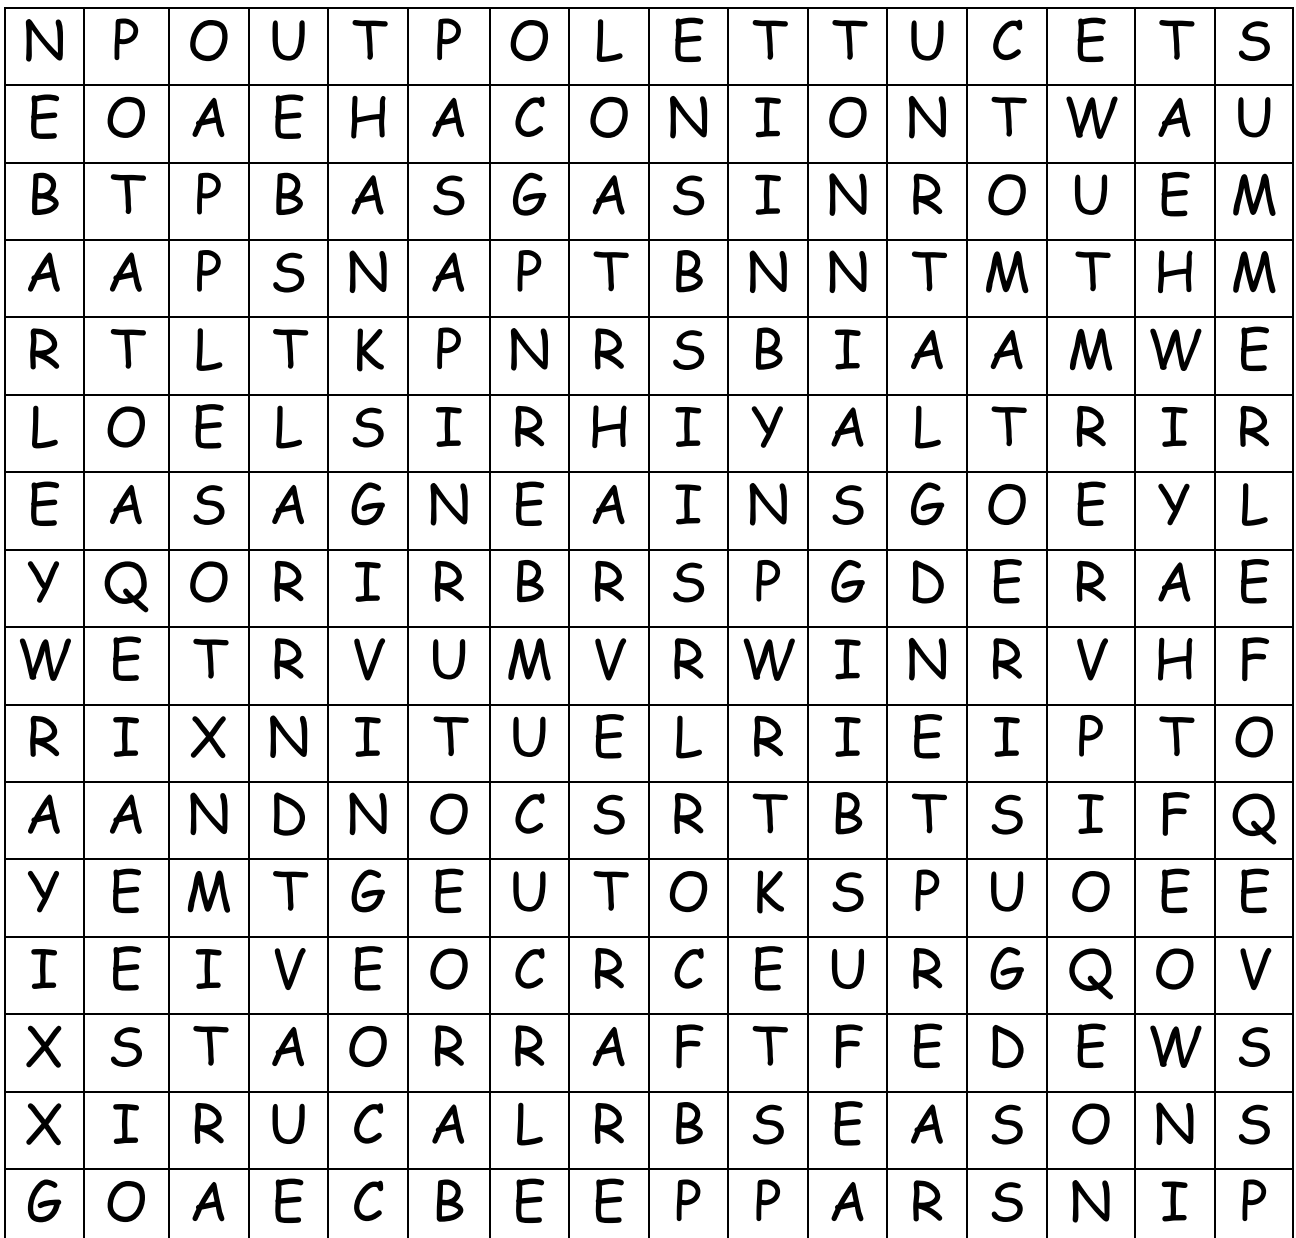 N P O U T P O L E T T U C E T S
E O A E H A C O N I O N T W A U
B T P B A S G A S I N R O U E M
A A P S N A P T B N N T M T H M
R T L T K P N R S B I A A M W E
L O E L S I R H I Y A L T R I R
E A S A G N E A I N S G O E Y L
Y Q O R I R B R S P G D E R A E
W E T R V U M V R W I N R V H F
R I X N I T U E L R I E I P T O
A A N D N O C S R T B T S I F Q
Y E M T G E U T O K S P U O E E
I E I V E O C R C E U R G Q O V
X S T A O R R A F T F E D E W S
X I R U C A L R B S E A S O N S
G O A E C B E E P P A R S N I P